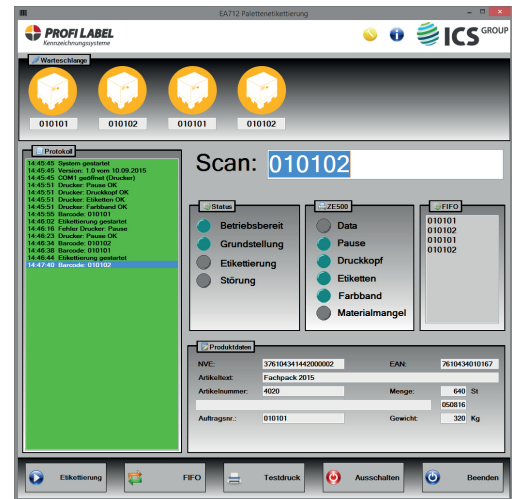 EA712 Palettenetikettierung
PROFI LABEL
Kennzeichnungssysteme
ICS GROUP
Warteschlange
010101
010102
010101
010102
Protokoll
14:45:45 System gestartet
14:45:45 Version: 1.0 vom 10.09.2015
14:45:45 COM1 geöffnet (Drucker)
14:45:51 Drucker: Pause OK
14:45:51 Drucker: Druckkopf OK
14:45:51 Drucker: Etiketten OK
14:45:51 Drucker: Farbband OK
14:45:55 Barcode: 010101
14:46:02 Etikettierung gestartet
14:46:16 Fehler Drucker: Pause
14:46:23 Drucker: Pause OK
14:46:34 Barcode: 010102
14:46:38 Barcode: 010101
14:46:44 Etikettierung gestartet
14:47:40 Barcode: 010102
Scan: 010102
Status
Betriebsbereit
Grundstellung
Etikettierung
Störung
ZE500
Data
Pause
Druckkopf
Etiketten
Farbband
Materialmangel
FIFO
010101
010102
010101
010102
Produktdaten
NVE: 376104341442000002 EAN: 7610434010167
Artikeltext: Fachpack 2015
Artikelnummer: 4020 Menge: 640 St
050816
Auftragsnr.: 010101 Gewicht: 320 Kg
Etikettierung
FIFO
Testdruck
Ausschalten
Beenden